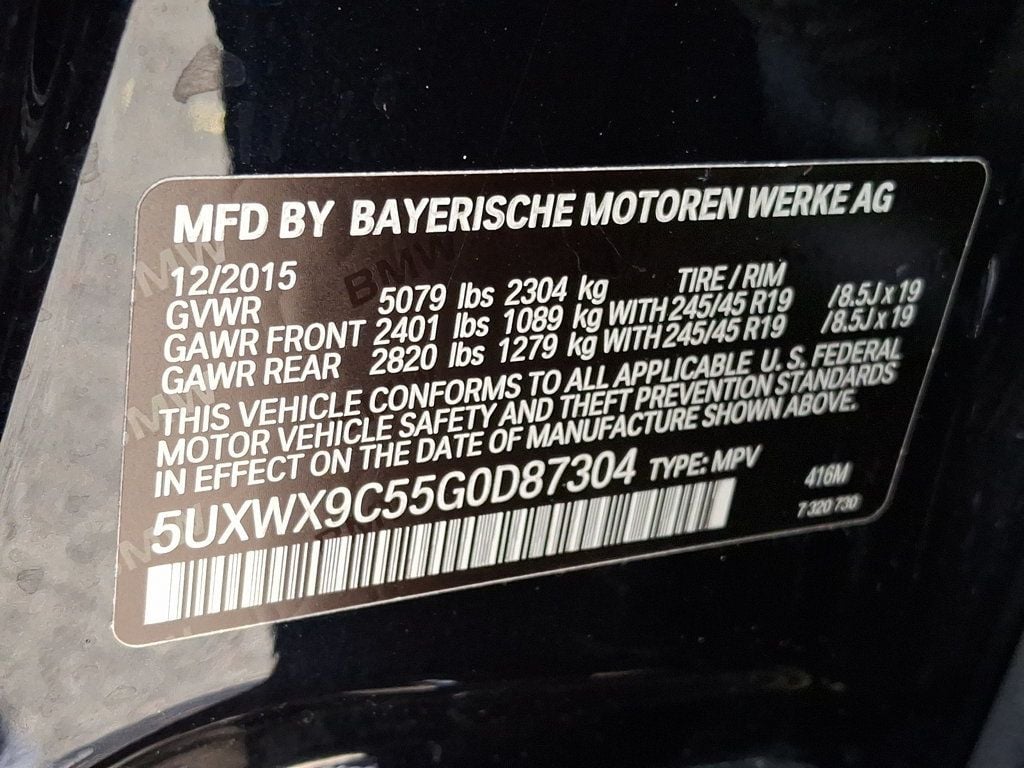 MFD BY BAYERISCHE MOTOREN WERKE AG
12/2015 TIRE / RIM
GVWR 5079 lbs 2304 kg
GAWR FRONT 2401 lbs 1089 kg WITH 245/45 R19 /8.5J x 19
GAWR REAR 2820 lbs 1279 kg WITH 245/45 R19 /8.5J x 19
THIS VEHICLE CONFORMS TO ALL APPLICABLE U.S. FEDERAL
MOTOR VEHICLE SAFETY AND THEFT PREVENTION STANDARDS
IN EFFECT ON THE DATE OF MANUFACTURE SHOWN ABOVE.
5UXWX9C55G0D87304 TYPE: MPV 416M
7 320 730
BMW
BMW